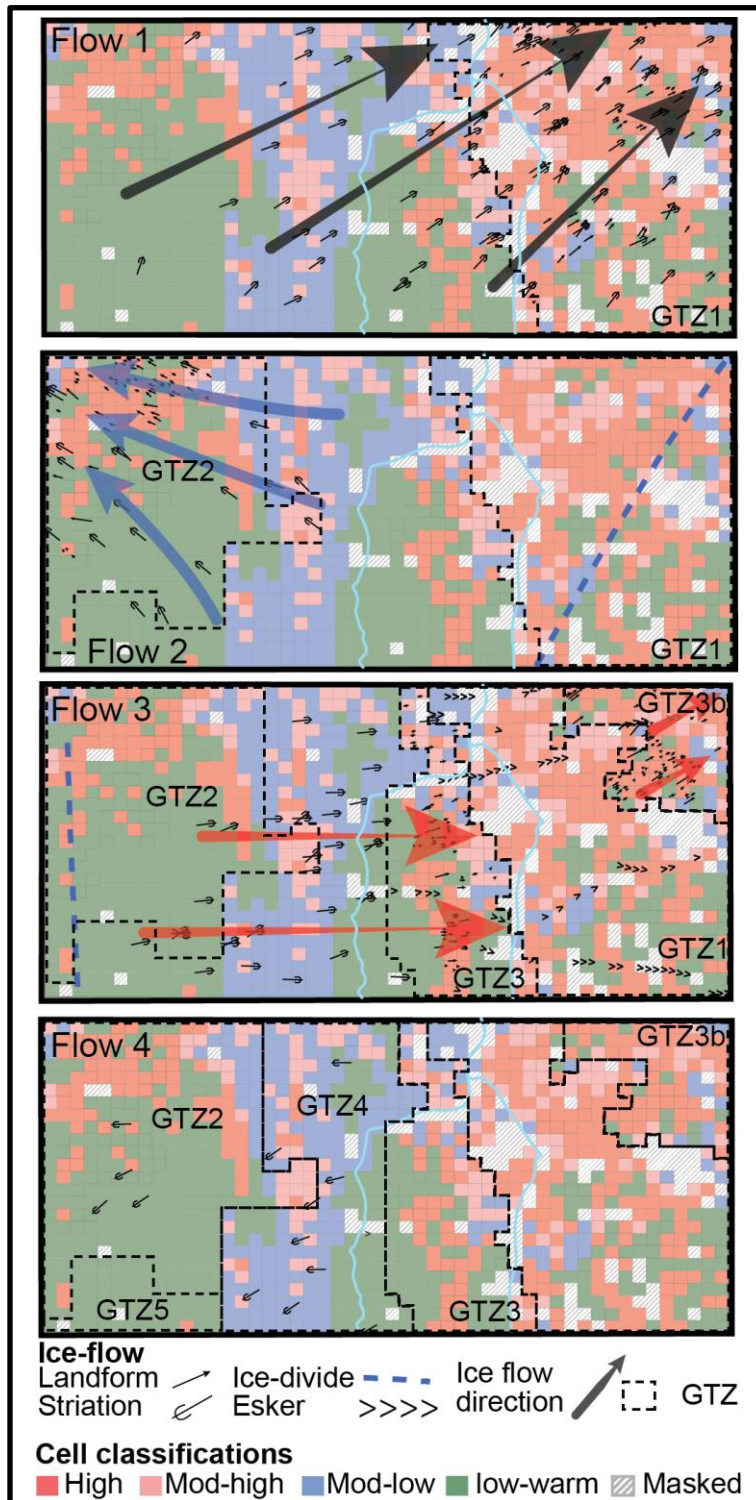 Flow 1
GTZ1
GTZ2
Flow 2
GTZ1
Flow 3
GTZ3b
GTZ2
GTZ1
GTZ3
Flow 4
GTZ3b
GTZ2
GTZ4
GTZ5
GTZ3
Ice-flow
Landform Ice-divide Ice flow
Striation Esker >>>> direction GTZ
Cell classifications
High Mod-high Mod-low low-warm Masked